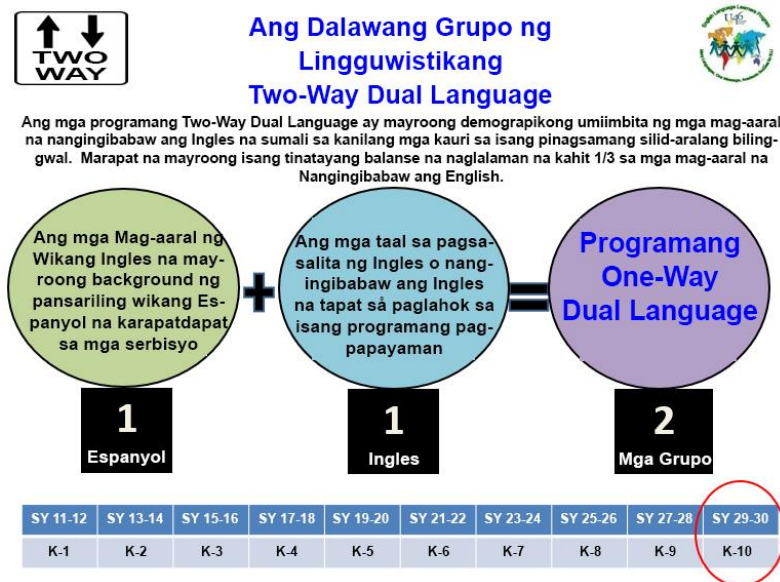 TWO
WAY
Ang Dalawang Grupo ng
Lingguwistikang
Two-Way Dual Language
U46
English Language Learners Program
Ang mga programang Two-Way Dual Language ay mayroong demograpikong umiimbita ng mga mag-aaral
na nangingibabaw ang Ingles na sumali sa kanilang mga kauri sa isang pinagsamang silid-aralang biling-
gwal. Marapat na mayroong isang tinatayang balanse na naglalaman na kahit 1/3 sa mga mag-aaral na
Nangingibabaw ang English.
Ang mga Mag-aaral ng
Wikang Ingles na may-
roong background ng
pansariling wikang Es-
panyol na karapatdapat
sa mga serbisyo
Ang mga taal sa pagsa-
salita ng Ingles o nang-
ingibabaw ang Ingles
na tapat så paglahok sa
isang programang pag-
papayaman
Programang
One-Way
Dual Language
1
Espanyol
1
Ingles
2
Mga Grupo
SY 11-12 SY 13-14 SY 15-16 SY 17-18 SY 19-20 SY 21-22 SY 23-24 SY 25-26 SY 27-28 SY 29-30
K-1 K-2 K-3 K-4 K-5 K-6 K-7 K-8 K-9 K-10